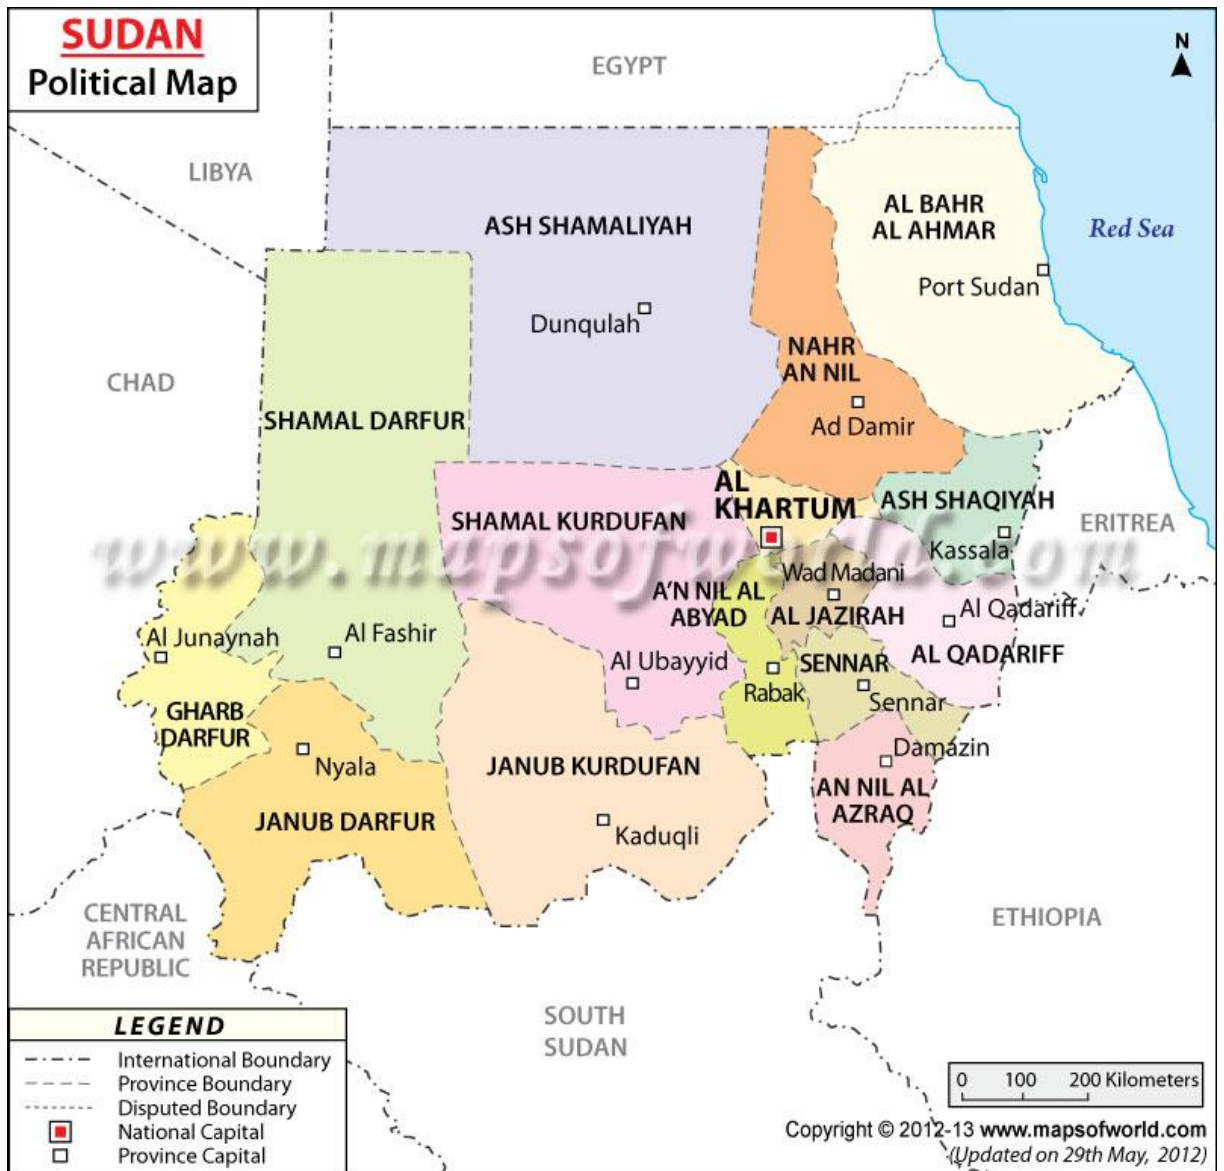 SUDAN
Political Map
N
EGYPT
LIBYA
CHAD
ERITREA
ETHIOPIA
SOUTH
SUDAN
CENTRAL
AFRICAN
REPUBLIC
Red Sea
ASH SHAMALIYAH
Dunqulah
AL BAHR
AL AHMAR
Port Sudan
NAHR
AN NIL
Ad Damir
SHAMAL DARFUR
Al Fashir
AL
KHARTUM
ASH SHAQIYAH
Kassala
SHAMAL KURDUFAN
Al Ubayyid
www.mapsofworld.com
A'N NIL AL
ABYAD
Rabak
Wad Madani
AL JAZIRAH
Al Qadariff
AL QADARIFF
SENNAR
Sennar
Al Junaynah
GHARB
DARFUR
Nyala
JANUB DARFUR
JANUB KURDUFAN
Kaduqli
Damazin
AN NIL AL
AZRAQ
LEGEND
International Boundary
Province Boundary
Disputed Boundary
National Capital
Province Capital
0 100 200 Kilometers
Copyright © 2012-13 www.mapsofworld.com
(Updated on 29th May, 2012)